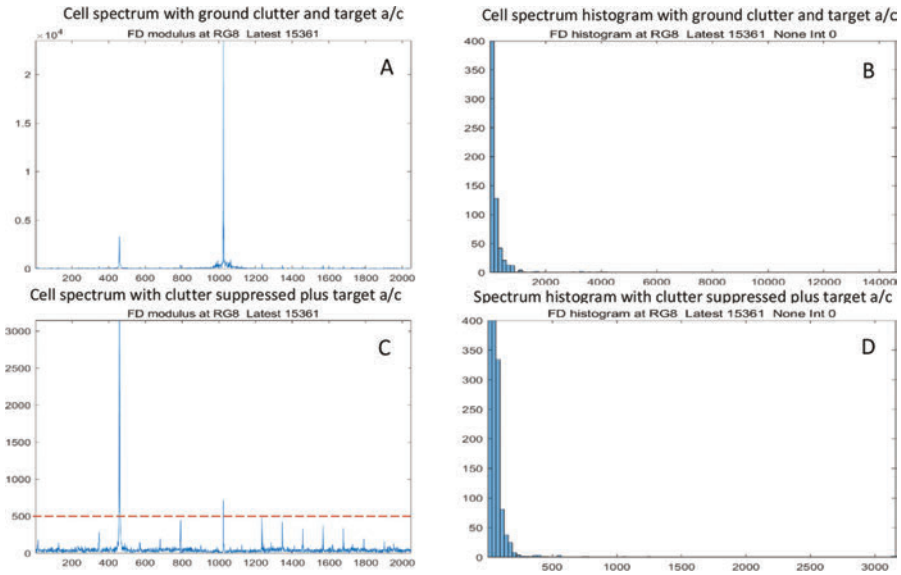 Cell spectrum with ground clutter and target a/c
FD modulus at RG8 Latest 15361
× 10⁴
A
2
1.5
1
0.5
0
200 400 600 800 1000 1200 1400 1600 1800 2000
Cell spectrum histogram with ground clutter and target a/c
FD histogram at RG8 Latest 15361 None Int 0
B
400
350
300
250
200
150
100
50
0
2000 4000 6000 8000 10000 12000 14000
Cell spectrum with clutter suppressed plus target a/c
FD modulus at RG8 Latest 15361
C
3000
2500
2000
1500
1000
500
0
200 400 600 800 1000 1200 1400 1600 1800 2000
Spectrum histogram with clutter suppressed plus target a/c
FD histogram at RG8 Latest 15361 None Int 0
D
400
350
300
250
200
150
100
50
0
500 1000 1500 2000 2500 3000